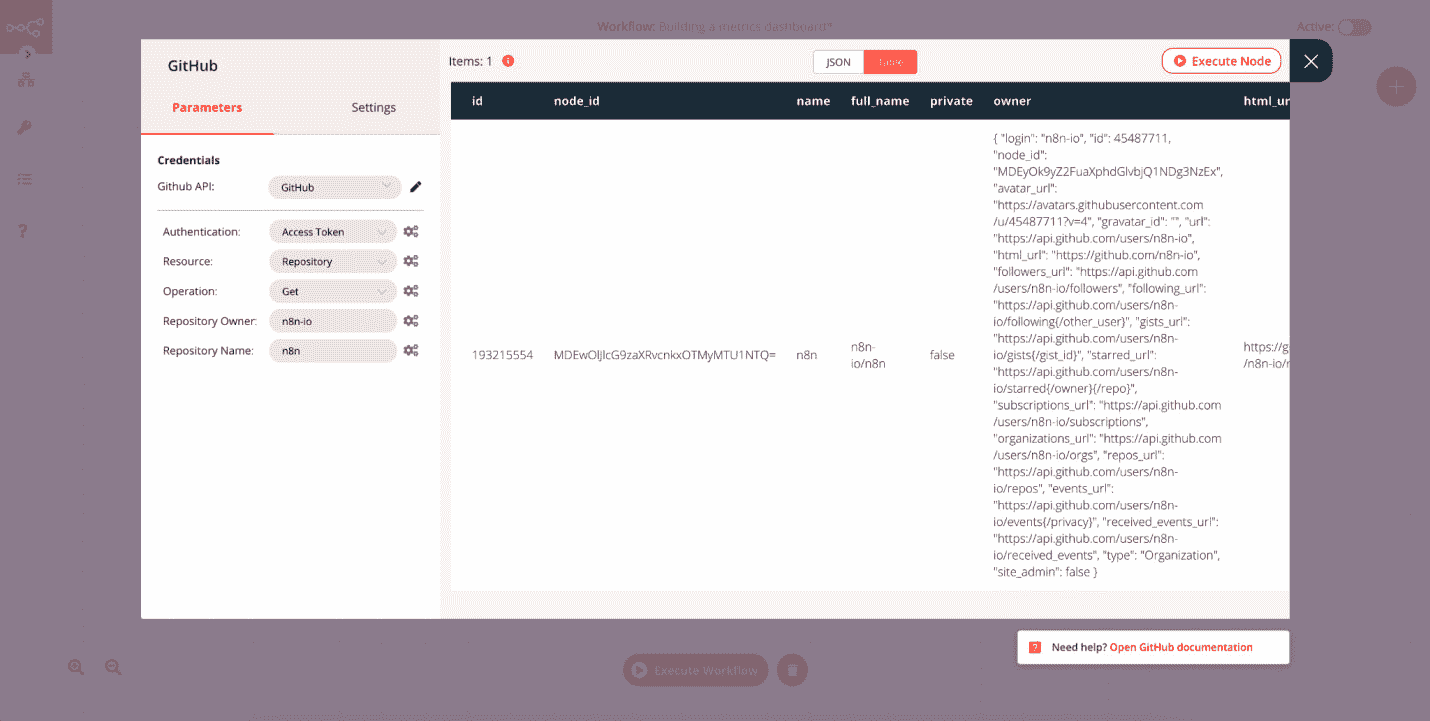 Workflow: Building a metrics dashboard*
Active:
GitHub
Parameters
Settings
Credentials
Github API:
GitHub
Authentication:
Access Token
Resource:
Repository
Operation:
Get
Repository Owner:
n8n-io
Repository Name:
n8n
Items: 1
JSON
Table
Execute Node
id node_id name full_name private owner html_ur
193215554
MDEwOlJlcG9zaXRvcnkxOTMyMTU1NTQ=
n8n
n8n-
io/n8n
false
{ "login": "n8n-io", "id": 45487711,
"node_id":
"MDEyOk9yZ2FuaXphdGlvbjQ1NDg3NzEx",
"avatar_url":
"https://avatars.githubusercontent.com
/u/45487711?v=4", "gravatar_id": "", "url":
"https://api.github.com/users/n8n-io",
"html_url": "https://github.com/n8n-io",
"followers_url": "https://api.github.com
/users/n8n-io/followers", "following_url":
"https://api.github.com/users/n8n-
io/following{/other_user}", "gists_url":
"https://api.github.com/users/n8n-
io/gists{/gist_id}", "starred_url":
"https://api.github.com/users/n8n-
io/starred{/owner}{/repo}",
"subscriptions_url": "https://api.github.com
/users/n8n-io/subscriptions",
"organizations_url": "https://api.github.com
/users/n8n-io/orgs", "repos_url":
"https://api.github.com/users/n8n-
io/repos", "events_url":
"https://api.github.com/users/n8n-
io/events{/privacy}", "received_events_url":
"https://api.github.com/users/n8n-
io/received_events", "type": "Organization",
"site_admin": false }
https://g
/n8n-io/r
Need help? Open GitHub documentation
Execute Workflow